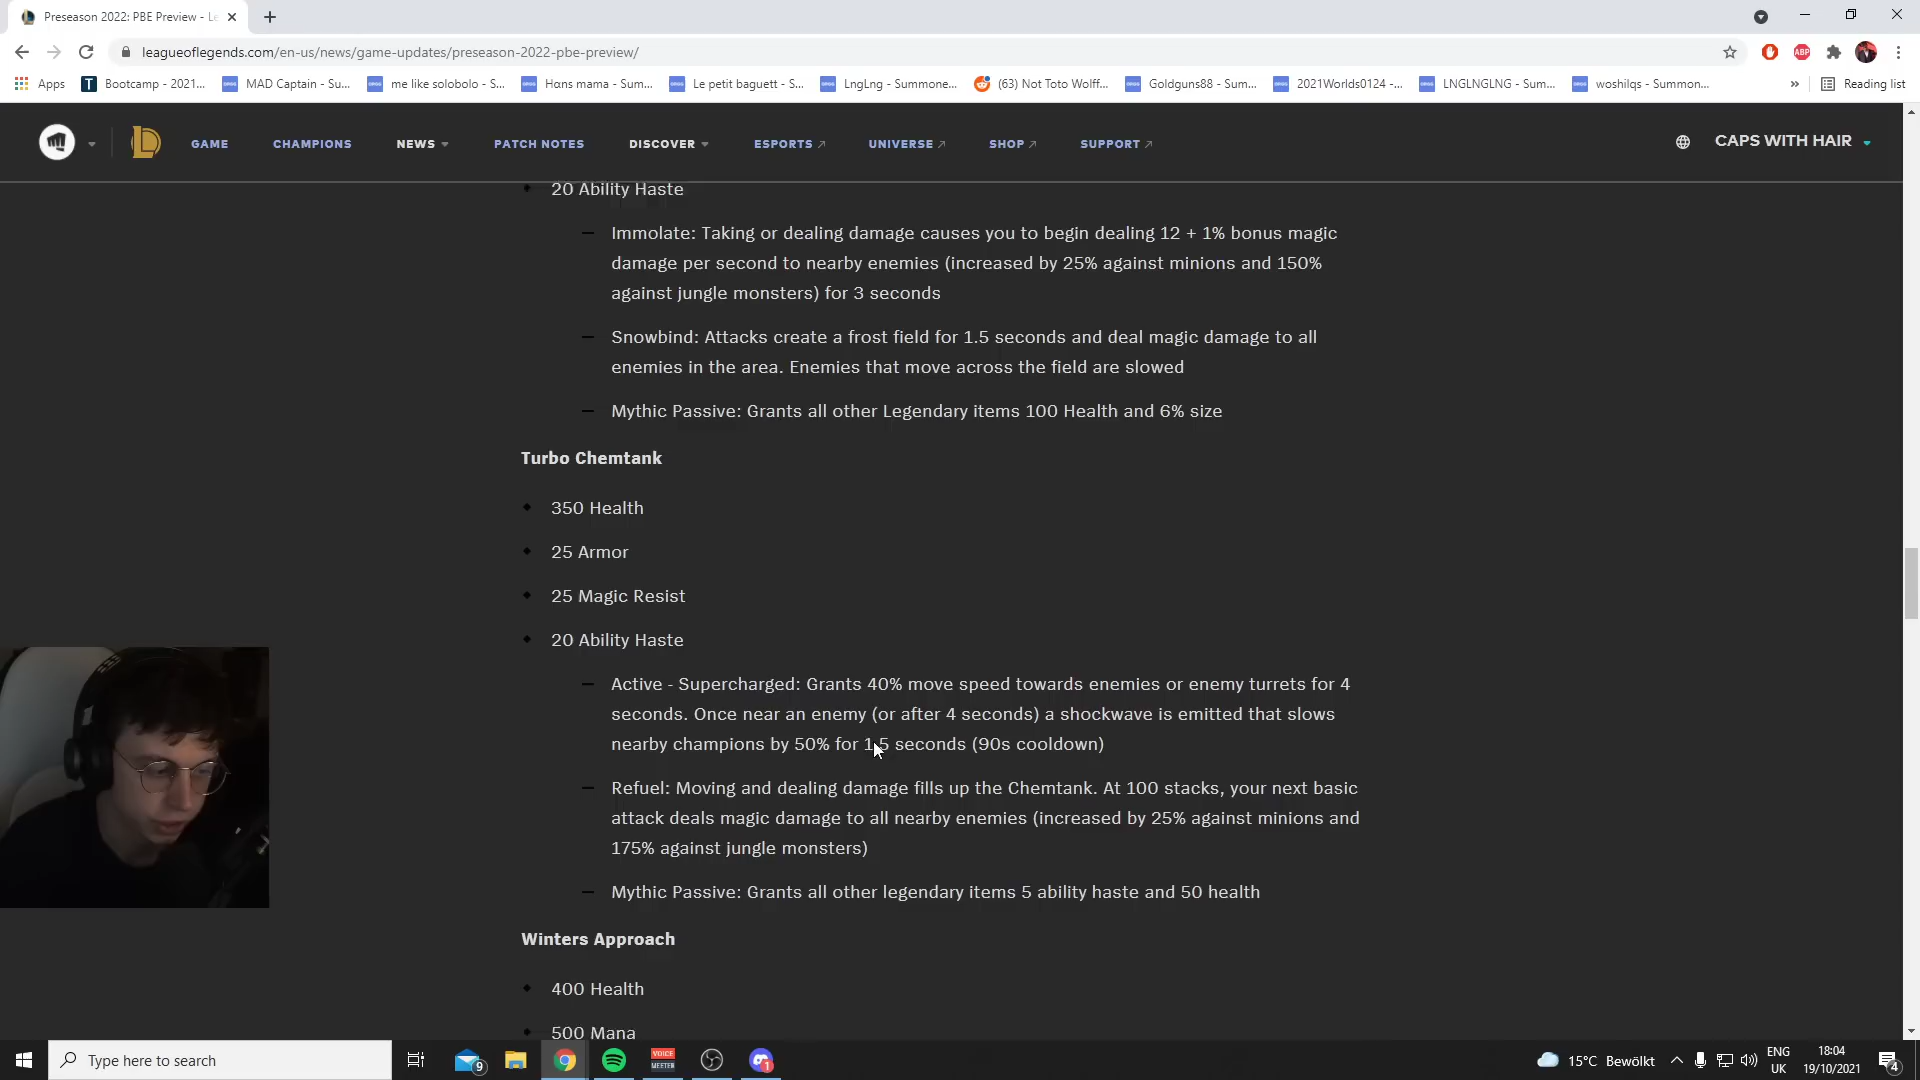 Preseason 2022: PBE Preview - Le
leagueoflegends.com/en-us/news/game-updates/preseason-2022-pbe-preview/
ABP
Apps
T Bootcamp - 2021...
MAD Captain - Su...
me like solobolo - S...
Hαns mama - Sum...
Le petit baguett - S...
LngLng - Summone...
(63) Not Toto Wolff...
Goldguns88 - Sum...
2021Worlds0124 -...
LNGLNGLNG - Sum...
woshilqs - Summon...
»
Reading list
GAME
CHAMPIONS
NEWS
PATCH NOTES
DISCOVER
ESPORTS
UNIVERSE
SHOP
SUPPORT
CAPS WITH HAIR
20 Ability Haste
Immolate: Taking or dealing damage causes you to begin dealing 12 + 1% bonus magic
damage per second to nearby enemies (increased by 25% against minions and 150%
against jungle monsters) for 3 seconds
Snowbind: Attacks create a frost field for 1.5 seconds and deal magic damage to all
enemies in the area. Enemies that move across the field are slowed
Mythic Passive: Grants all other Legendary items 100 Health and 6% size
Turbo Chemtank
350 Health
25 Armor
25 Magic Resist
20 Ability Haste
Active - Supercharged: Grants 40% move speed towards enemies or enemy turrets for 4
seconds. Once near an enemy (or after 4 seconds) a shockwave is emitted that slows
nearby champions by 50% for 1.5 seconds (90s cooldown)
Refuel: Moving and dealing damage fills up the Chemtank. At 100 stacks, your next basic
attack deals magic damage to all nearby enemies (increased by 25% against minions and
175% against jungle monsters)
Mythic Passive: Grants all other legendary items 5 ability haste and 50 health
Winters Approach
400 Health
500 Mana
Type here to search
9
VOICE
MEETER
1
15°C Bewölkt
ENG
UK
18:04
19/10/2021
4